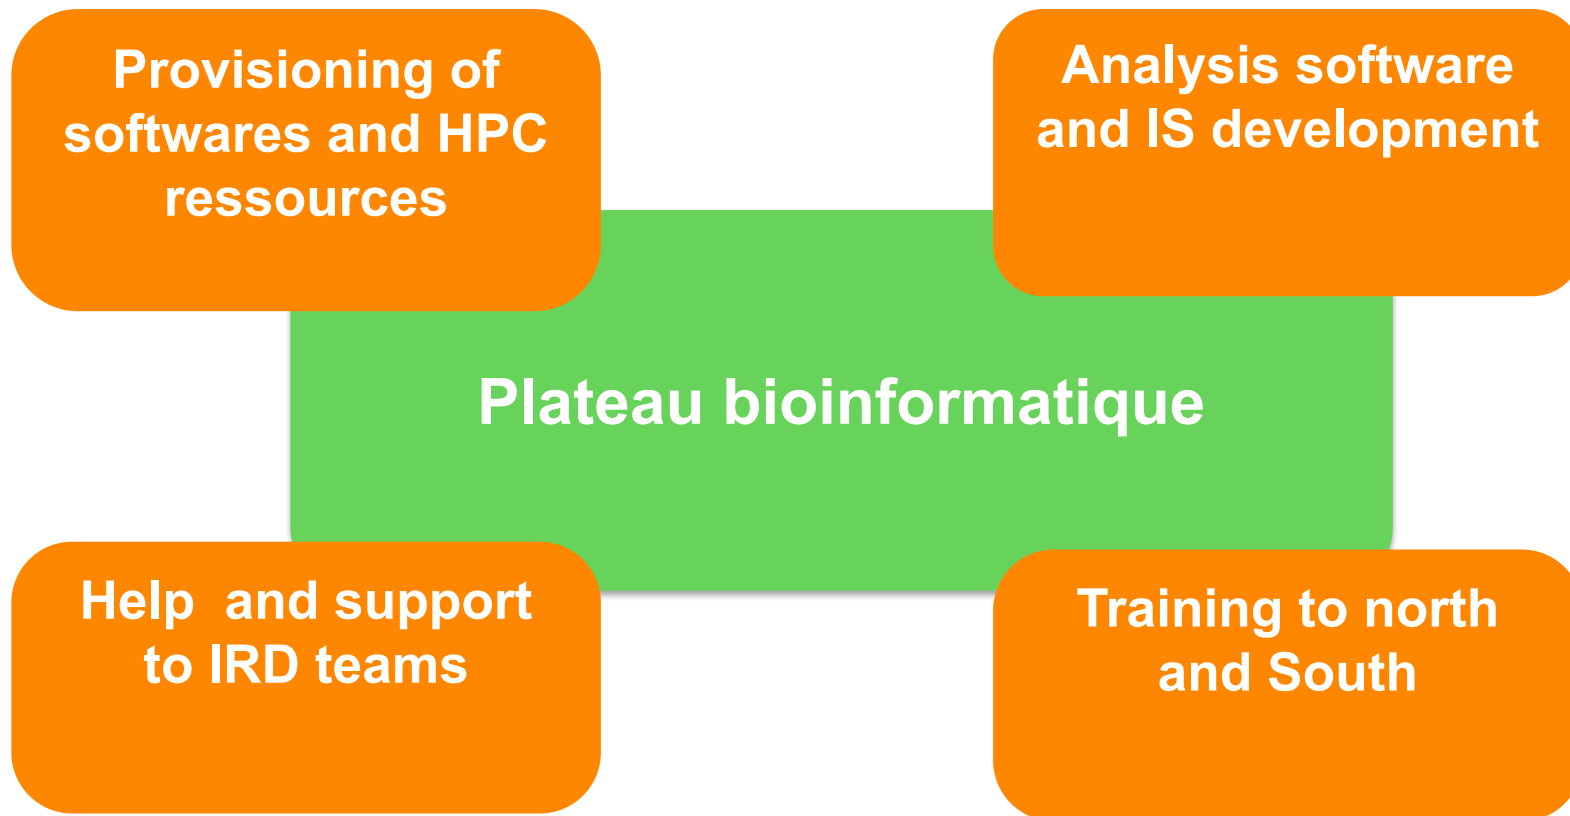 Provisioning of
softwares and HPC
ressources
Analysis software
and IS development
Plateau bioinformatique
Help  and support
to IRD teams
Training to north
and South